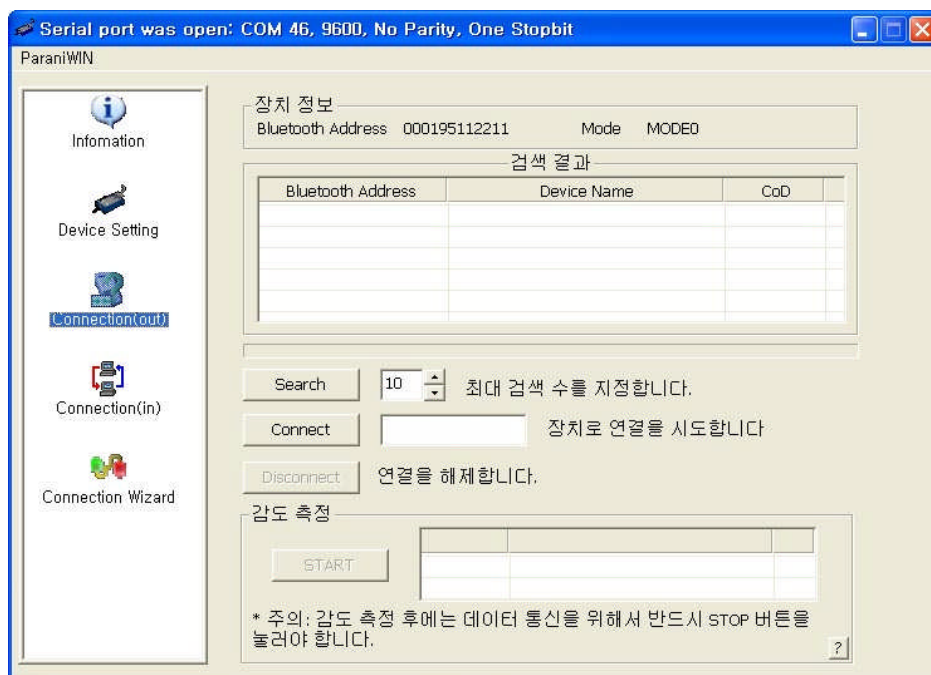 Serial port was open: COM 46, 9600, No Parity, One Stopbit
ParaniWIN
Infomation
Device Setting
Connection(out)
Connection(in)
Connection Wizard
장치 정보
Bluetooth Address 000195112211 Mode MODE0
검색 결과
Bluetooth Address Device Name CoD
Search 10 최대 검색 수를 지정합니다.
Connect 장치로 연결을 시도합니다
Disconnect 연결을 해제합니다.
감도 측정
START
* 주의: 감도 측정 후에는 데이터 통신을 위해서 반드시 STOP 버튼을
눌러야 합니다.
?